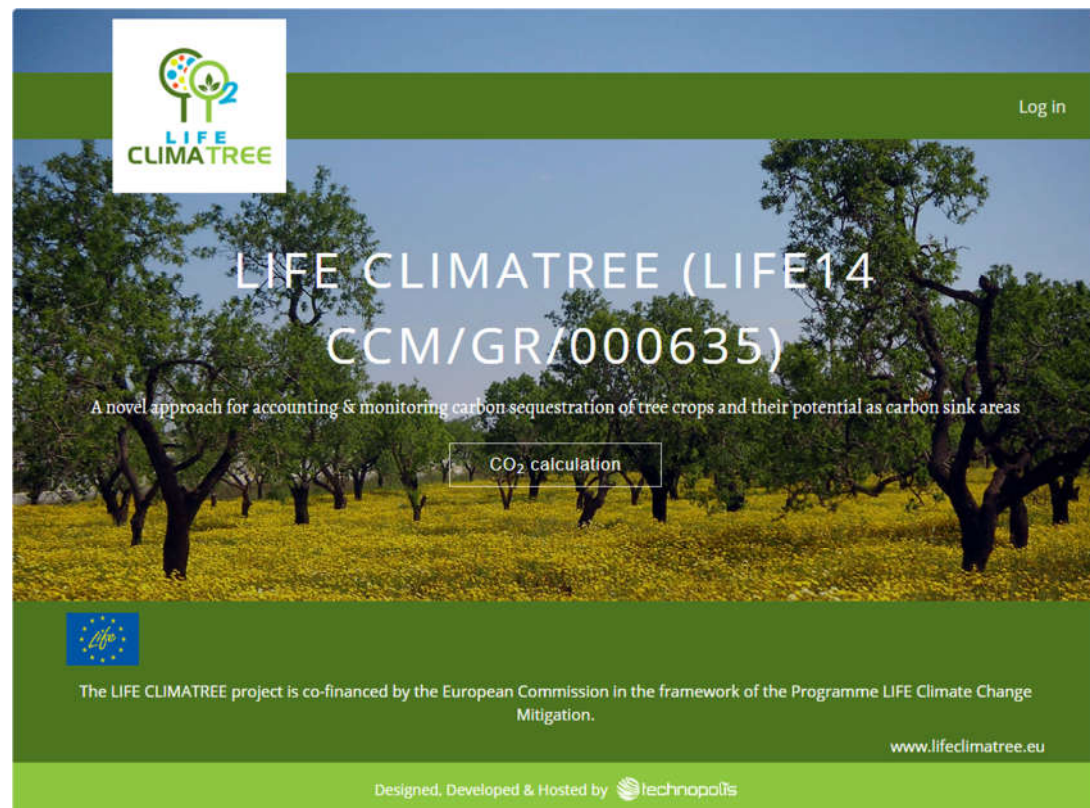 LIFE
CLIMATREE
Log in
LIFE CLIMATREE (LIFE14
CCM/GR/000635)
A novel approach for accounting & monitoring carbon sequestration of tree crops and their potential as carbon sink areas
CO₂ calculation
Life
The LIFE CLIMATREE project is co-financed by the European Commission in the framework of the Programme LIFE Climate Change
Mitigation.
www.lifeclimatree.eu
Designed, Developed & Hosted by technopolis